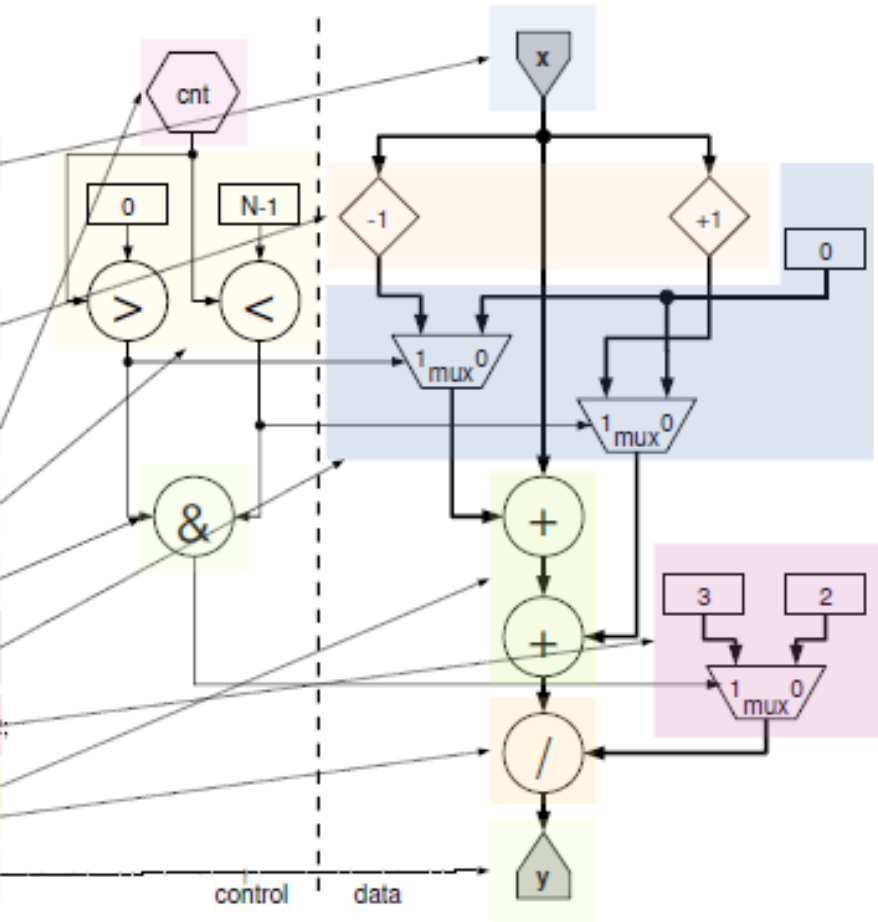 x
cnt
0
N-1
-1
+1
0
>
<
1
0
mux
1
0
mux
&
+
3
2
+
1
0
mux
/
y
control
data